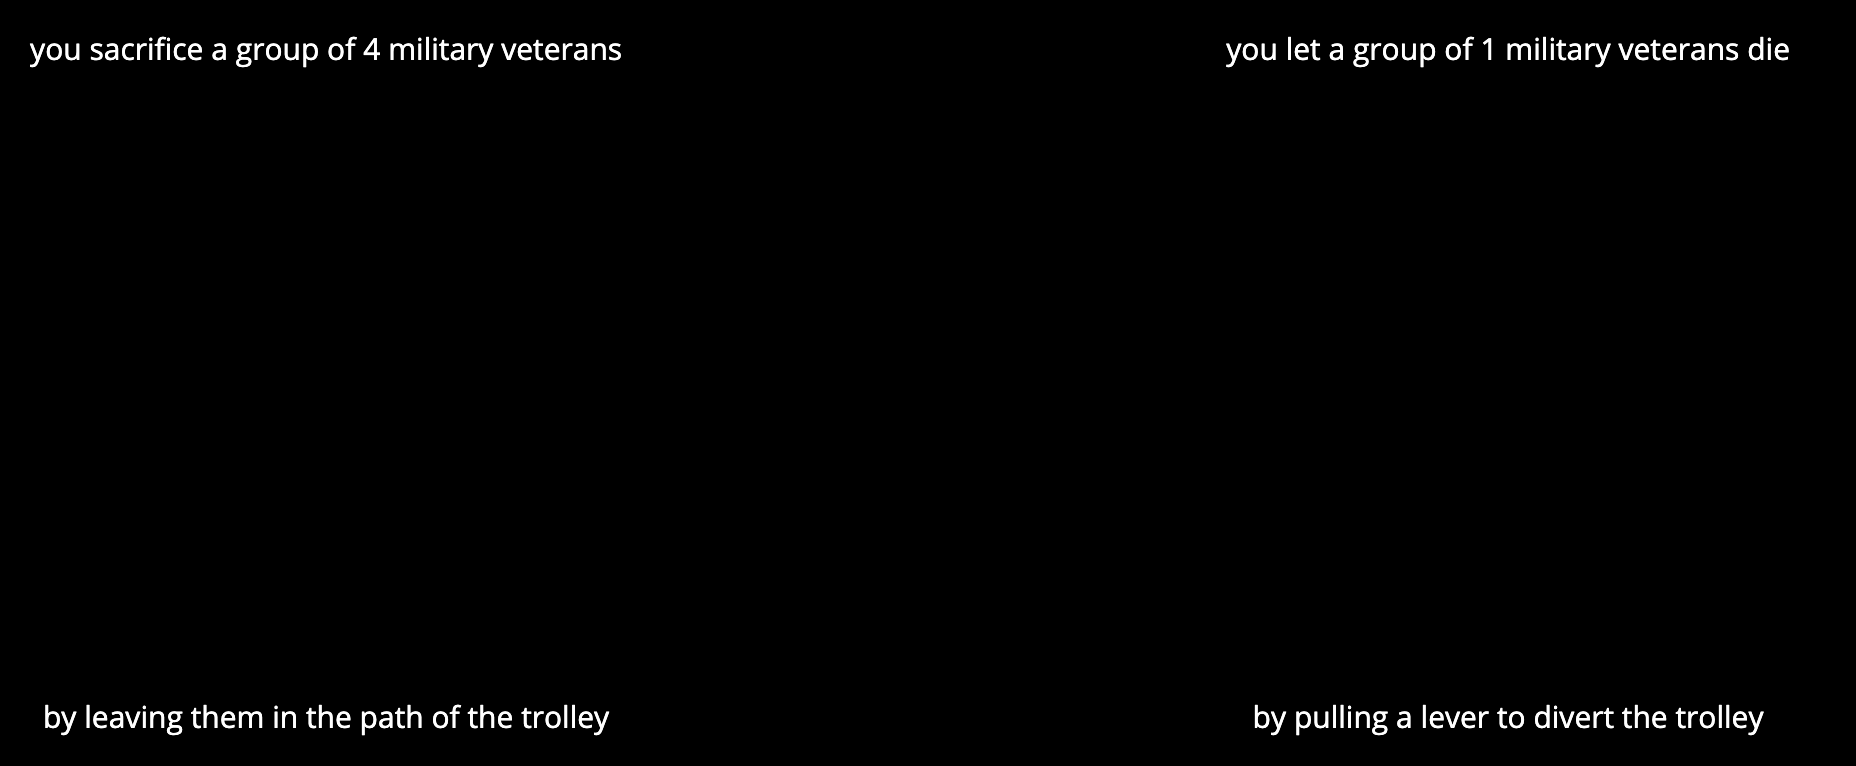 you sacrifice a group of 4 military veterans
you let a group of 1 military veterans die
by leaving them in the path of the trolley
by pulling a lever to divert the trolley